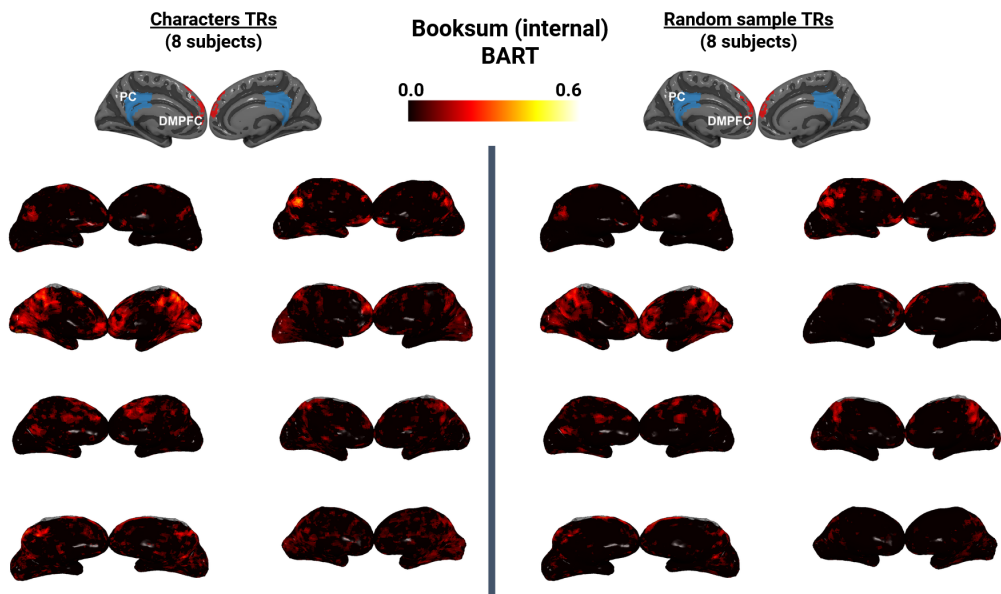 Characters TRs
(8 subjects)
Booksum (internal)
BART
0.0
0.6
Random sample TRs
(8 subjects)
PC
DMPFC
PC
DMPFC